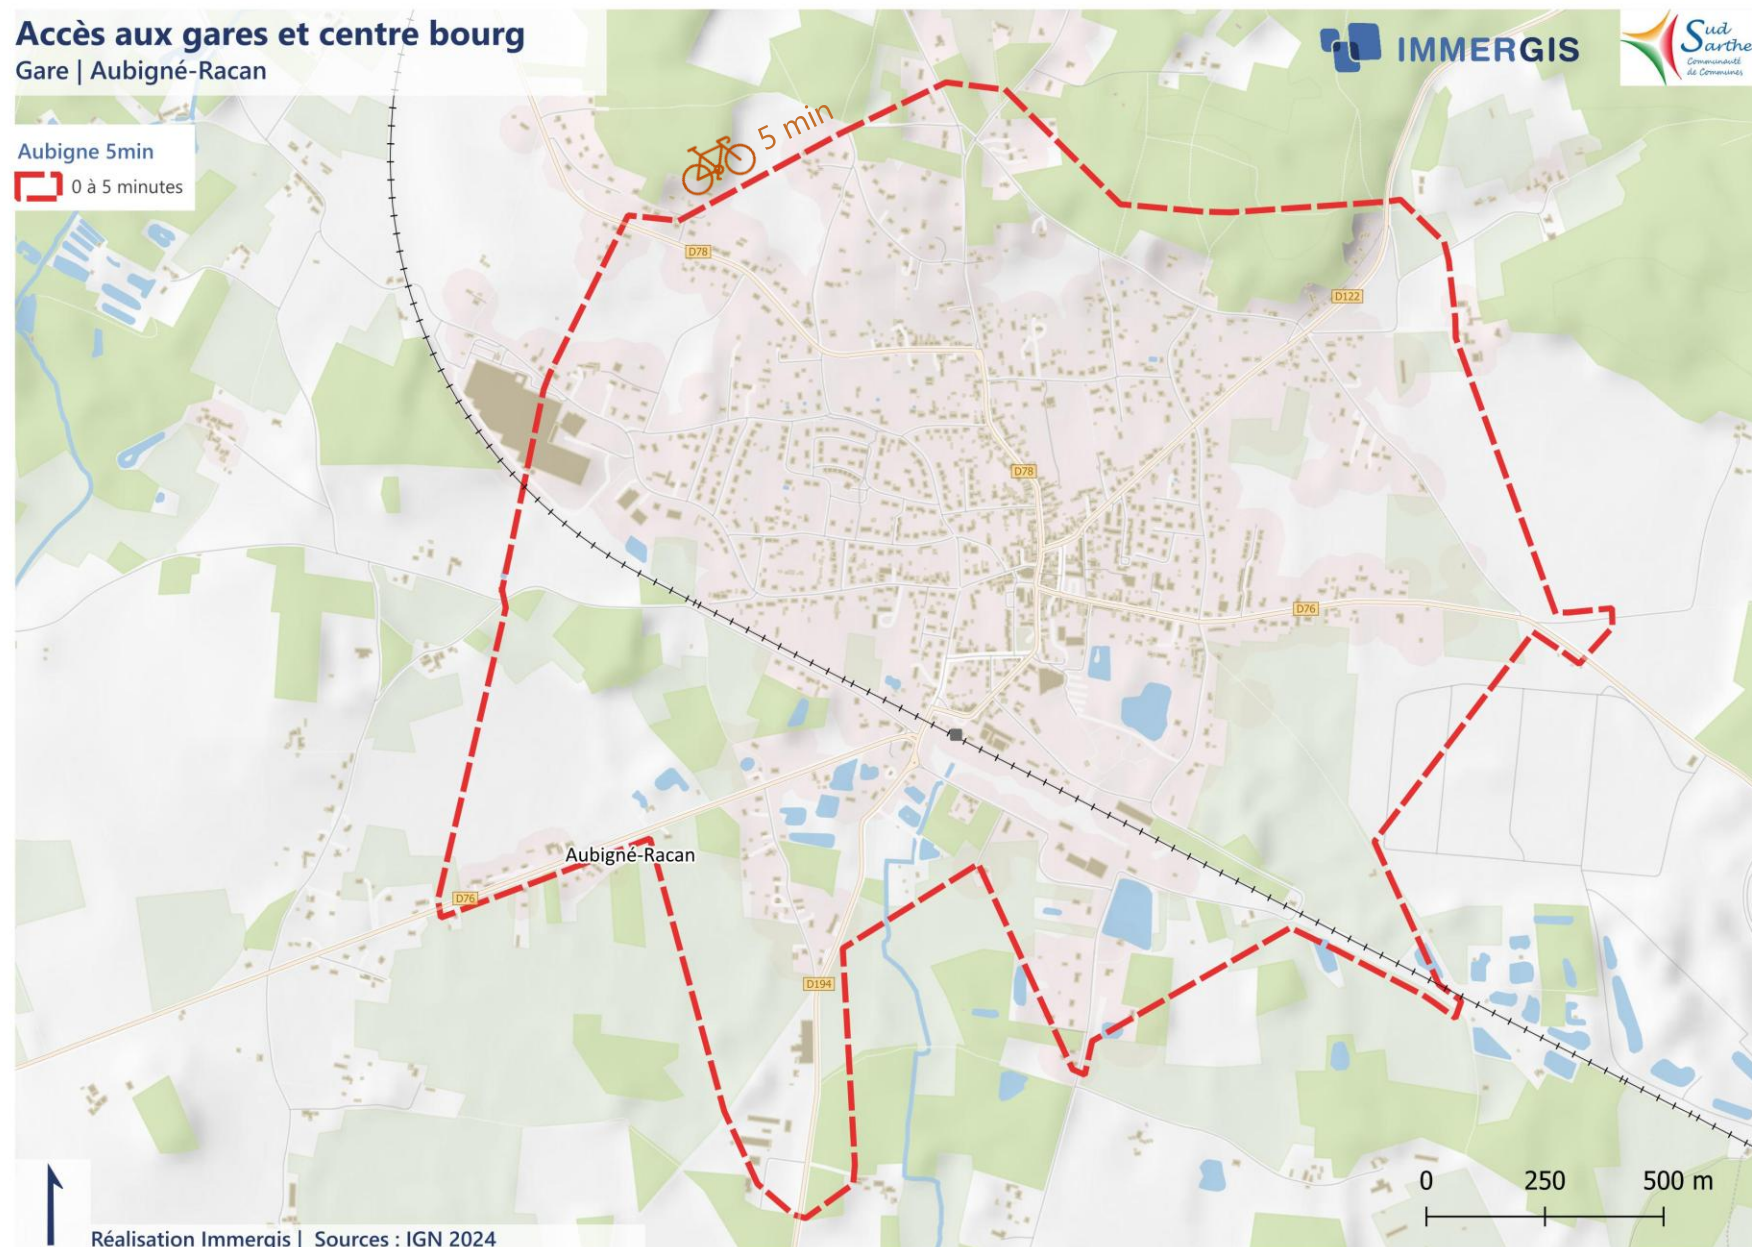 Accès aux gares et centre bourg
Gare | Aubigné-Racan
IMMERGIS
Sud
Sarthe
Communauté
de Communes
Aubigne 5min
0 à 5 minutes
5 min
D78
D122
D78
D76
Aubigné-Racan
D76
D194
0 250 500 m
Réalisation Immergis | Sources : IGN 2024